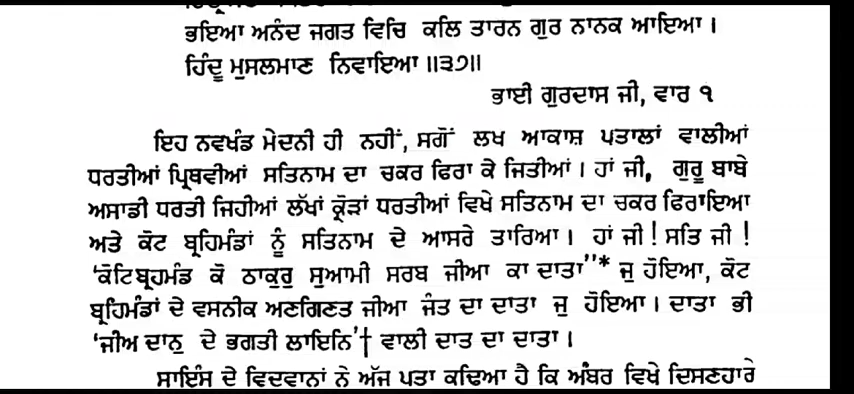 ਭਇਆ ਅਨੰਦ ਜਗਤ ਵਿਚਿ ਕਲਿ ਤਾਰਨ ਗੁਰ ਨਾਨਕ ਆਇਆ ।
ਹਿੰਦੂ ਮੁਸਲਮਾਣ ਨਿਵਾਇਆ ॥੩੭॥
ਭਾਈ ਗੁਰਦਾਸ ਜੀ, ਵਾਰ ੧
ਇਹ ਨਵਖੰਡ ਮੇਦਨੀ ਹੀ ਨਹੀਂ, ਸਗੋਂ ਲਖ ਆਕਾਸ਼ ਪਤਾਲਾਂ ਵਾਲੀਆਂ
ਧਰਤੀਆਂ ਪ੍ਰਿਥਵੀਆਂ ਸਤਿਨਾਮ ਦਾ ਚਕਰ ਫਿਰਾ ਕੇ ਜਿਤੀਆਂ । ਹਾਂ ਜੀ, ਗੁਰੂ ਬਾਬੇ
ਅਸਾਡੀ ਧਰਤੀ ਜਿਹੀਆਂ ਲੱਖਾਂ ਕ੍ਰੋੜਾਂ ਧਰਤੀਆਂ ਵਿਖੇ ਸਤਿਨਾਮ ਦਾ ਚਕਰ ਫਿਰਾਇਆ
ਅਤੇ ਕੋਟ ਬ੍ਰਹਿਮੰਡਾਂ ਨੂੰ ਸਤਿਨਾਮ ਦੇ ਆਸਰੇ ਤਾਰਿਆ । ਹਾਂ ਜੀ ! ਸਤਿ ਜੀ !
'ਕੋਟਿਬ੍ਰਹਮੰਡ ਕੋ ਠਾਕੁਰੁ ਸੁਆਮੀ ਸਰਬ ਜੀਆ ਕਾ ਦਾਤਾ"* ਜੁ ਹੋਇਆ, ਕੋਟ
ਬ੍ਰਹਿਮੰਡਾਂ ਦੇ ਵਸਨੀਕ ਅਣਗਿਣਤ ਜੀਆ ਜੰਤ ਦਾ ਦਾਤਾ ਜੁ ਹੋਇਆ । ਦਾਤਾ ਭੀ
'ਜੀਅ ਦਾਨੁ ਦੇ ਭਗਤੀ ਲਾਇਨਿ'† ਵਾਲੀ ਦਾਤ ਦਾ ਦਾਤਾ ।
ਸਾਇੰਸ ਦੇ ਵਿਦਵਾਨਾਂ ਨੇ ਅੱਜ ਪਤਾ ਕਢਿਆ ਹੈ ਕਿ ਅੰਬਰ ਵਿਖੇ ਦਿਸਣਹਾਰੇ